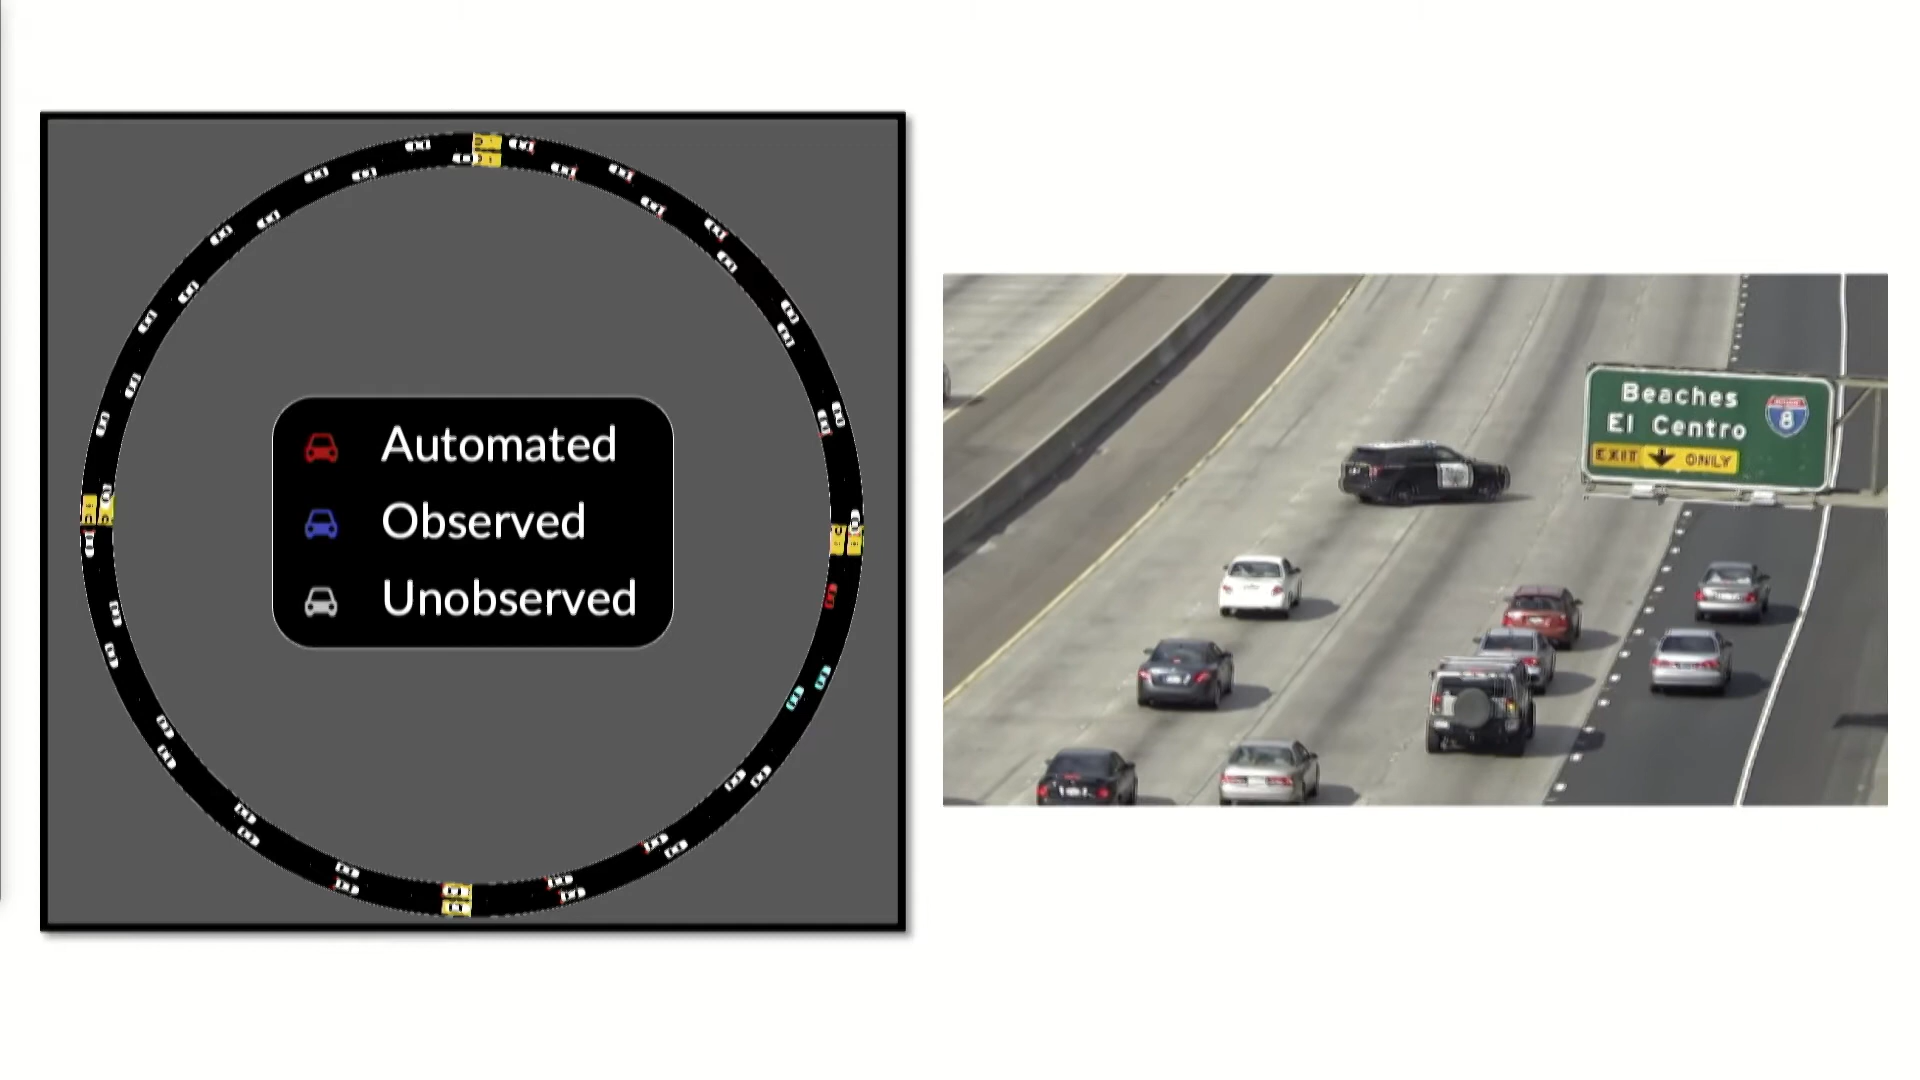 Automated
Observed
Unobserved
Beaches
El Centro
8
EXIT ONLY